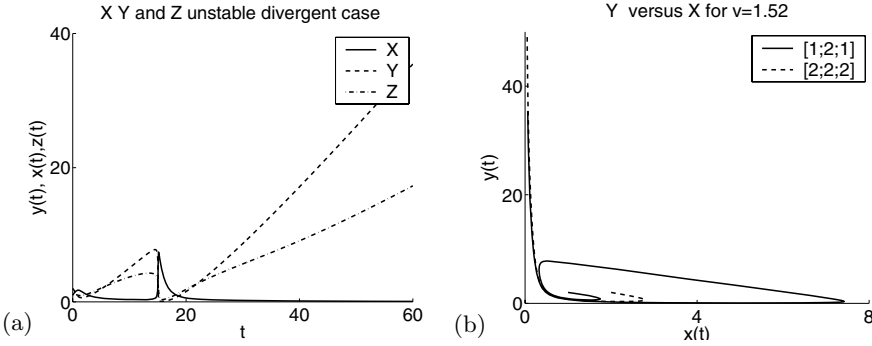 X Y and Z unstable divergent case
40
20
0
y(t), x(t),z(t)
X
Y
Z
0
20
40
60
t
(a)
Y versus X for v=1.52
40
20
0
y(t)
[1;2;1]
[2;2;2]
0
4
8
x(t)
(b)